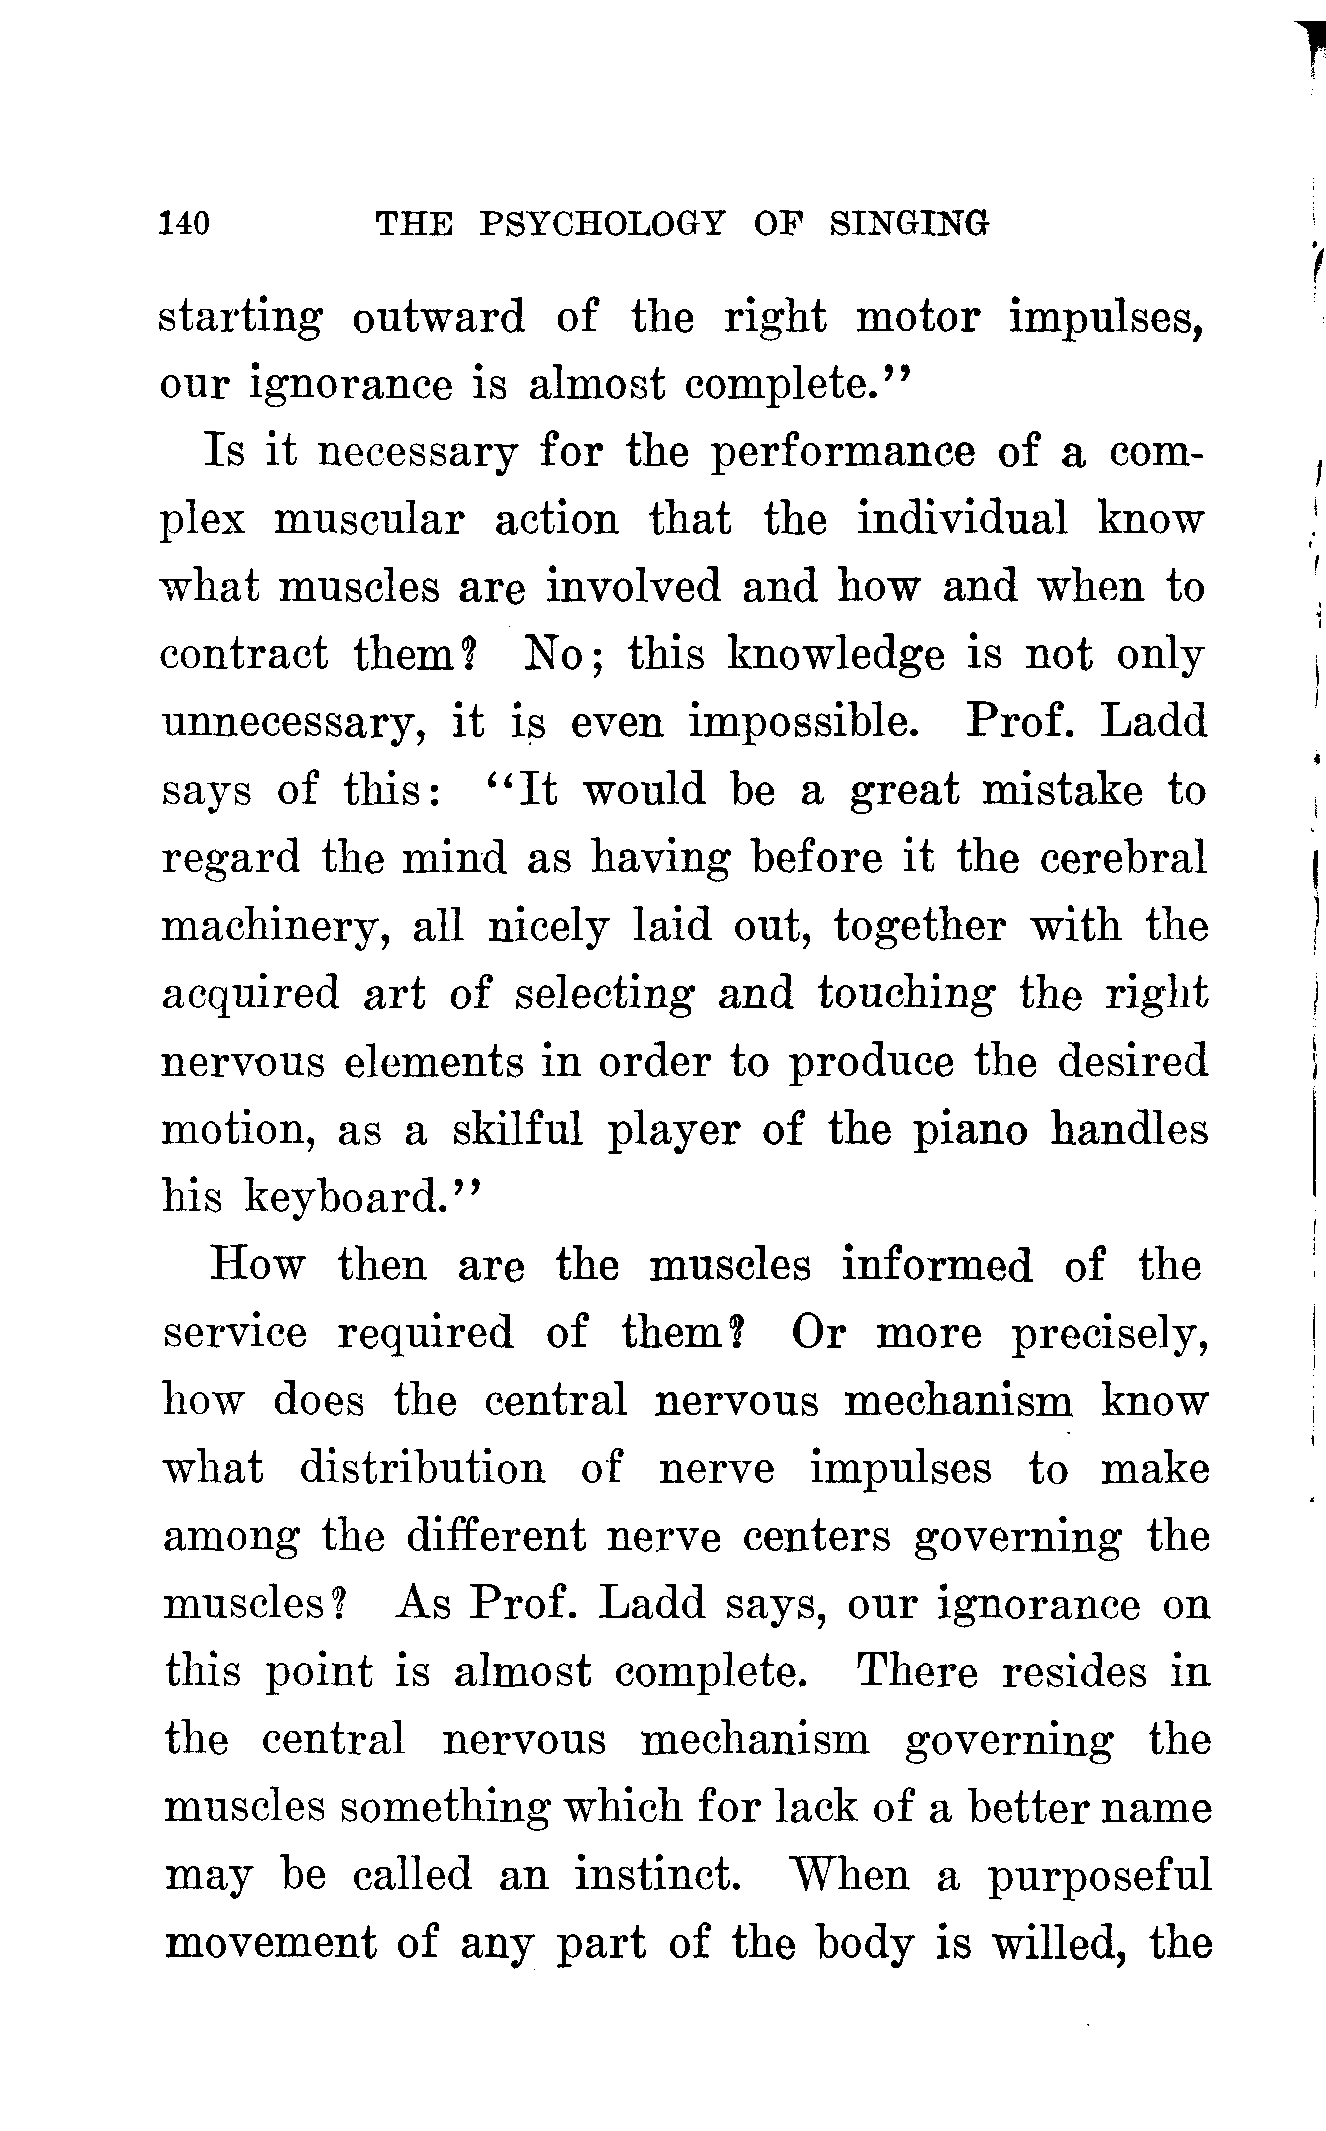 140 THE PSYCHOLOGY OF SINGING
starting outward of the right motor impulses,
our ignorance is almost complete.''
Is it necessary for the performance of a com-
plex muscular action that the individual know
what muscles are involved and how and when to
contract them? No; this knowledge is not only
unnecessary, it is even impossible. Prof. Ladd
says of this: ''It would be a great mistake to
regard the mind as having before it the cerebral
machinery, all nicely laid out, together with the
acquired art of selecting and touching the right
nervous elements in order to produce the desired
motion, as a skilful player of the piano handles
his keyboard.''
How then are the muscles informed of the
service required of them? Or more precisely,
how does the central nervous mechanism know
what distribution of nerve impulses to make
among the different nerve centers governing the
muscles? As Prof. Ladd says, our ignorance on
this point is almost complete. There resides in
the central nervous mechanism governing the
muscles something which for lack of a better name
may be called an instinct. When a purposeful
movement of any part of the body is willed, the